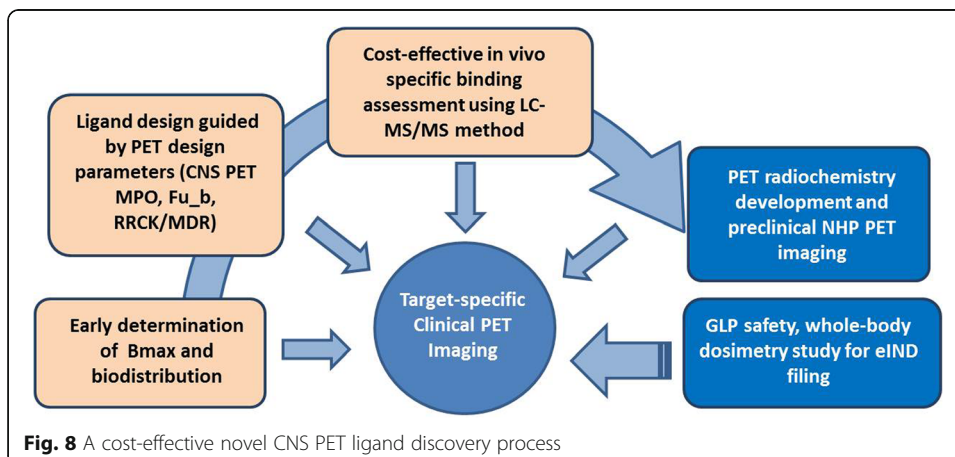 Cost-effective in vivo
specific binding
assessment using LC-
MS/MS method
Ligand design guided
by PET design
parameters (CNS PET
MPO, Fu_b,
RRCK/MDR)
PET radiochemistry
development and
preclinical NHP PET
imaging
Early determination
of Bmax and
biodistribution
Target-specific
Clinical PET
Imaging
GLP safety, whole-body
dosimetry study for eIND
filing
Fig. 8 A cost-effective novel CNS PET ligand discovery process